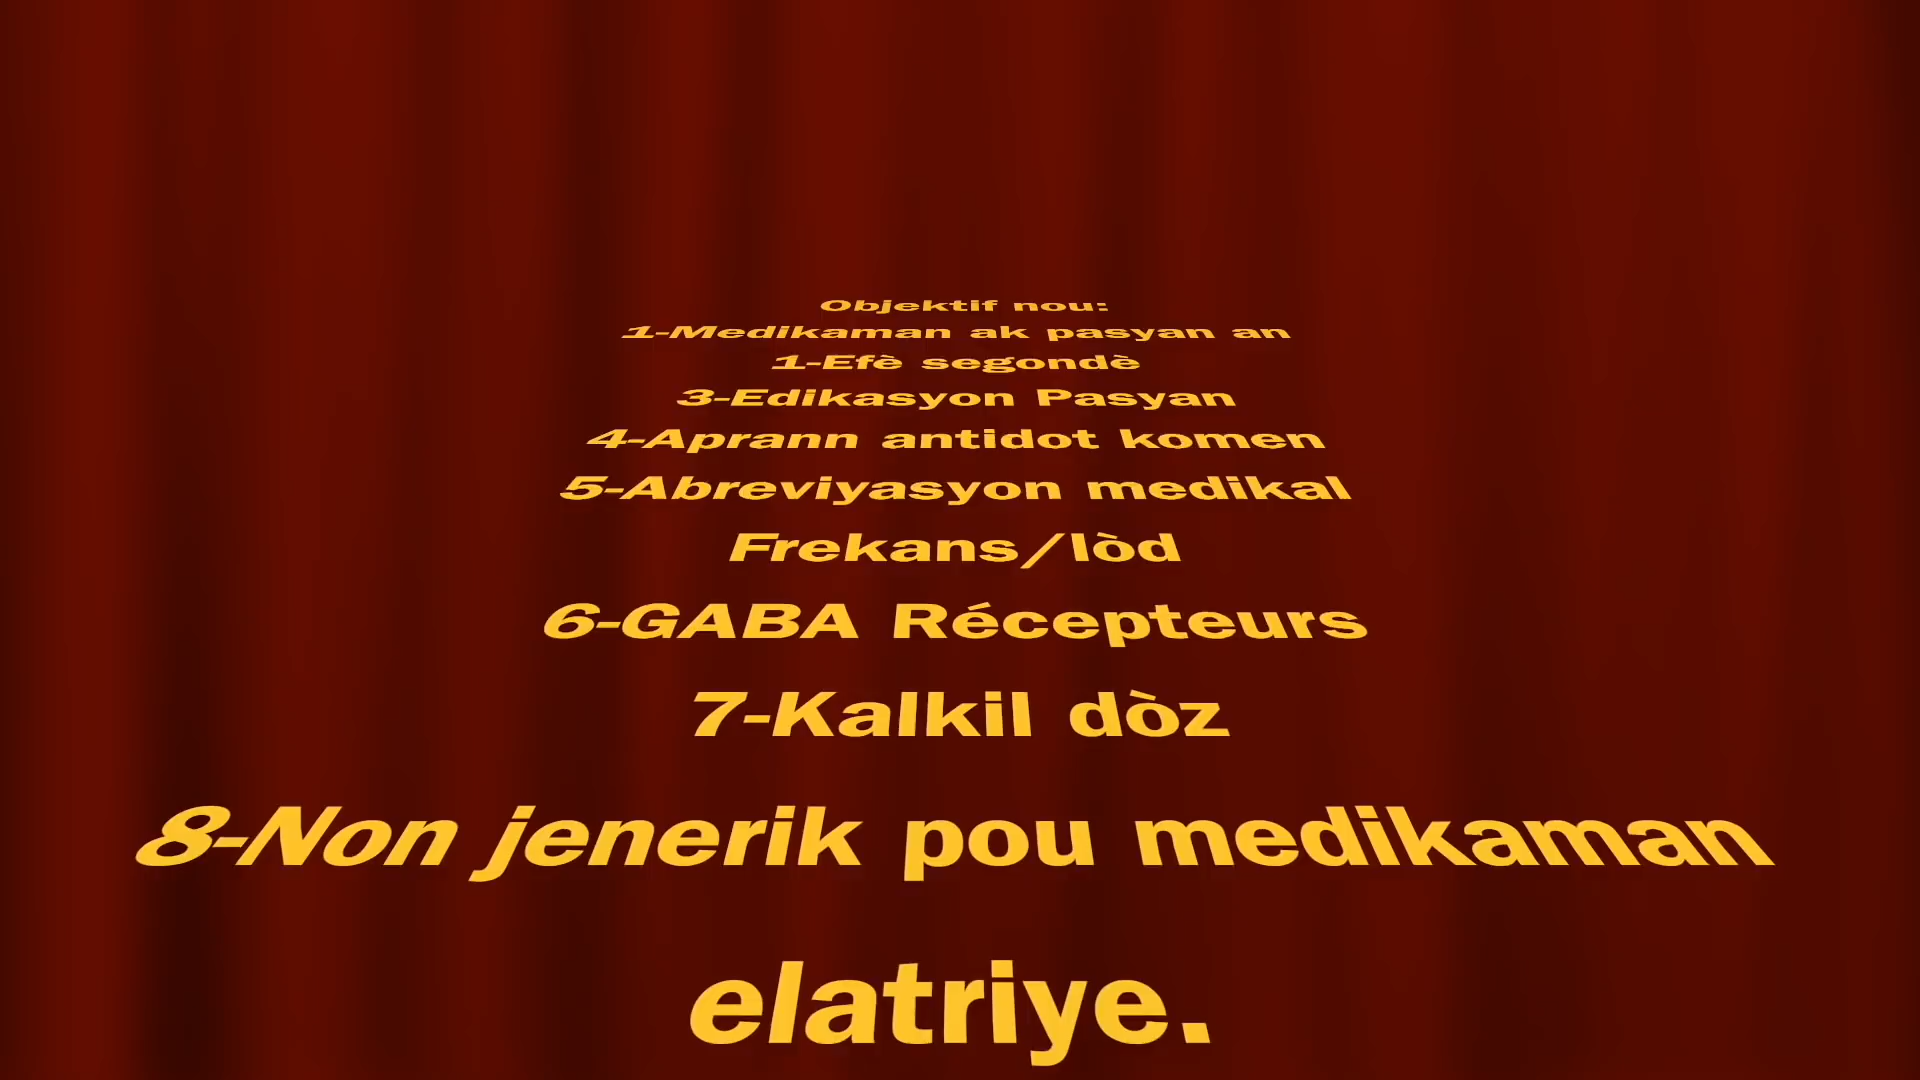 Objektif nou:
1-Medikaman ak pasyan an
1-Efè segondè
3-Edikasyon Pasyan
4-Aprann antidot komen
5-Abreviyasyon medikal
Frekans/lòd
6-GABA Récepteurs
7-Kalkil dòz
8-Non jenerik pou medikaman
elatriye.